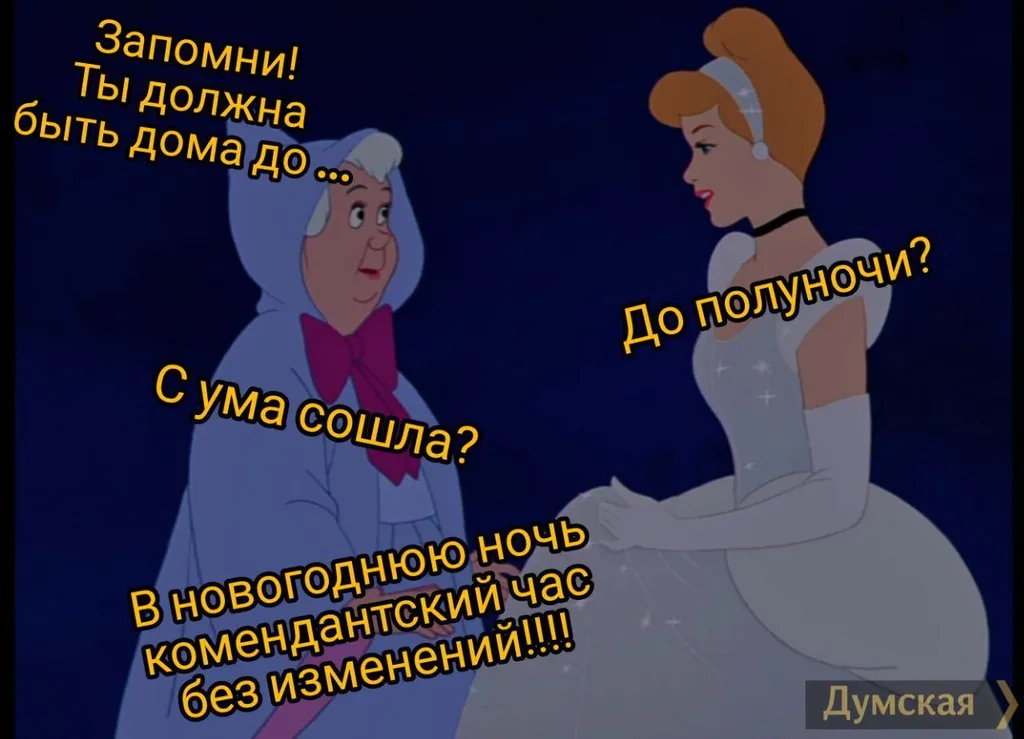 Запомни!
Ты должна
быть дома до ...
До полуночи?
С ума сошла?
В новогоднюю ночь
комендантский час
без изменений!!!!
Думская